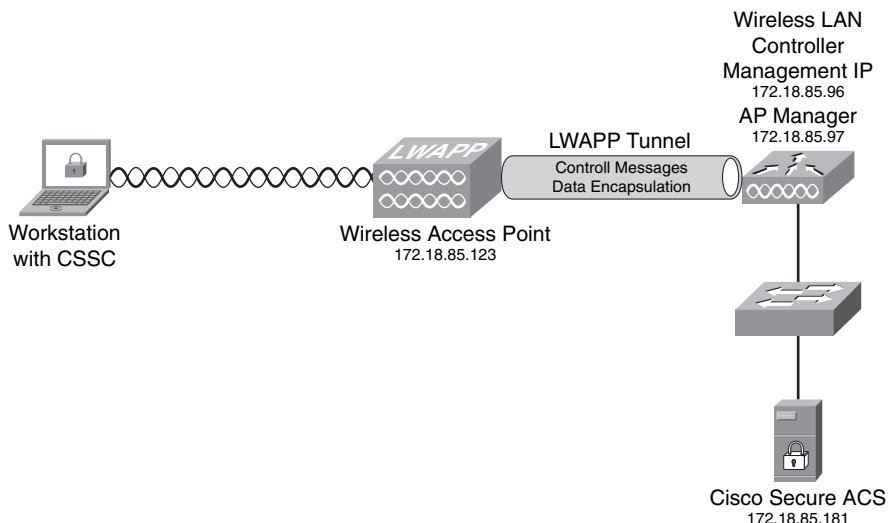 Wireless LAN
Controller
Management IP
172.18.85.96
AP Manager
172.18.85.97
LWAPP
LWAPP Tunnel
Controll Messages
Data Encapsulation
Workstation
with CSSC
Wireless Access Point
172.18.85.123
Cisco Secure ACS
172.18.85.181